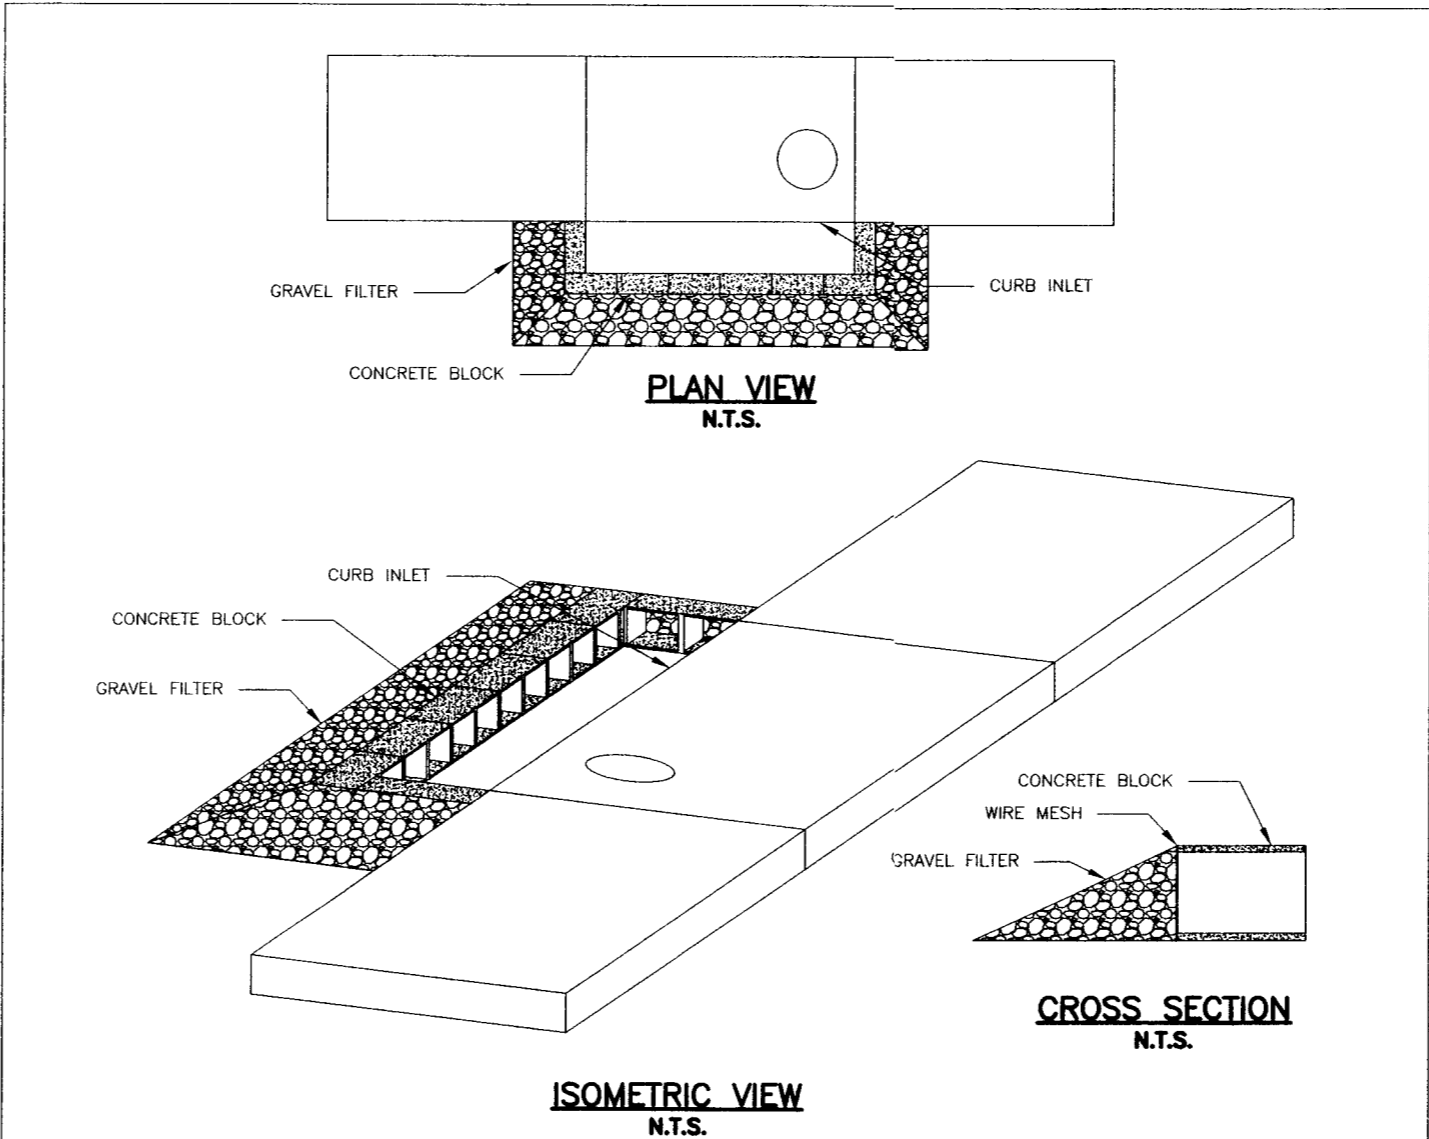 GRAVEL FILTER
CURB INLET
CONCRETE BLOCK
PLAN VIEW
N.T.S.
CURB INLET
CONCRETE BLOCK
GRAVEL FILTER
CONCRETE BLOCK
WIRE MESH
GRAVEL FILTER
CROSS SECTION
N.T.S.
ISOMETRIC VIEW
N.T.S.